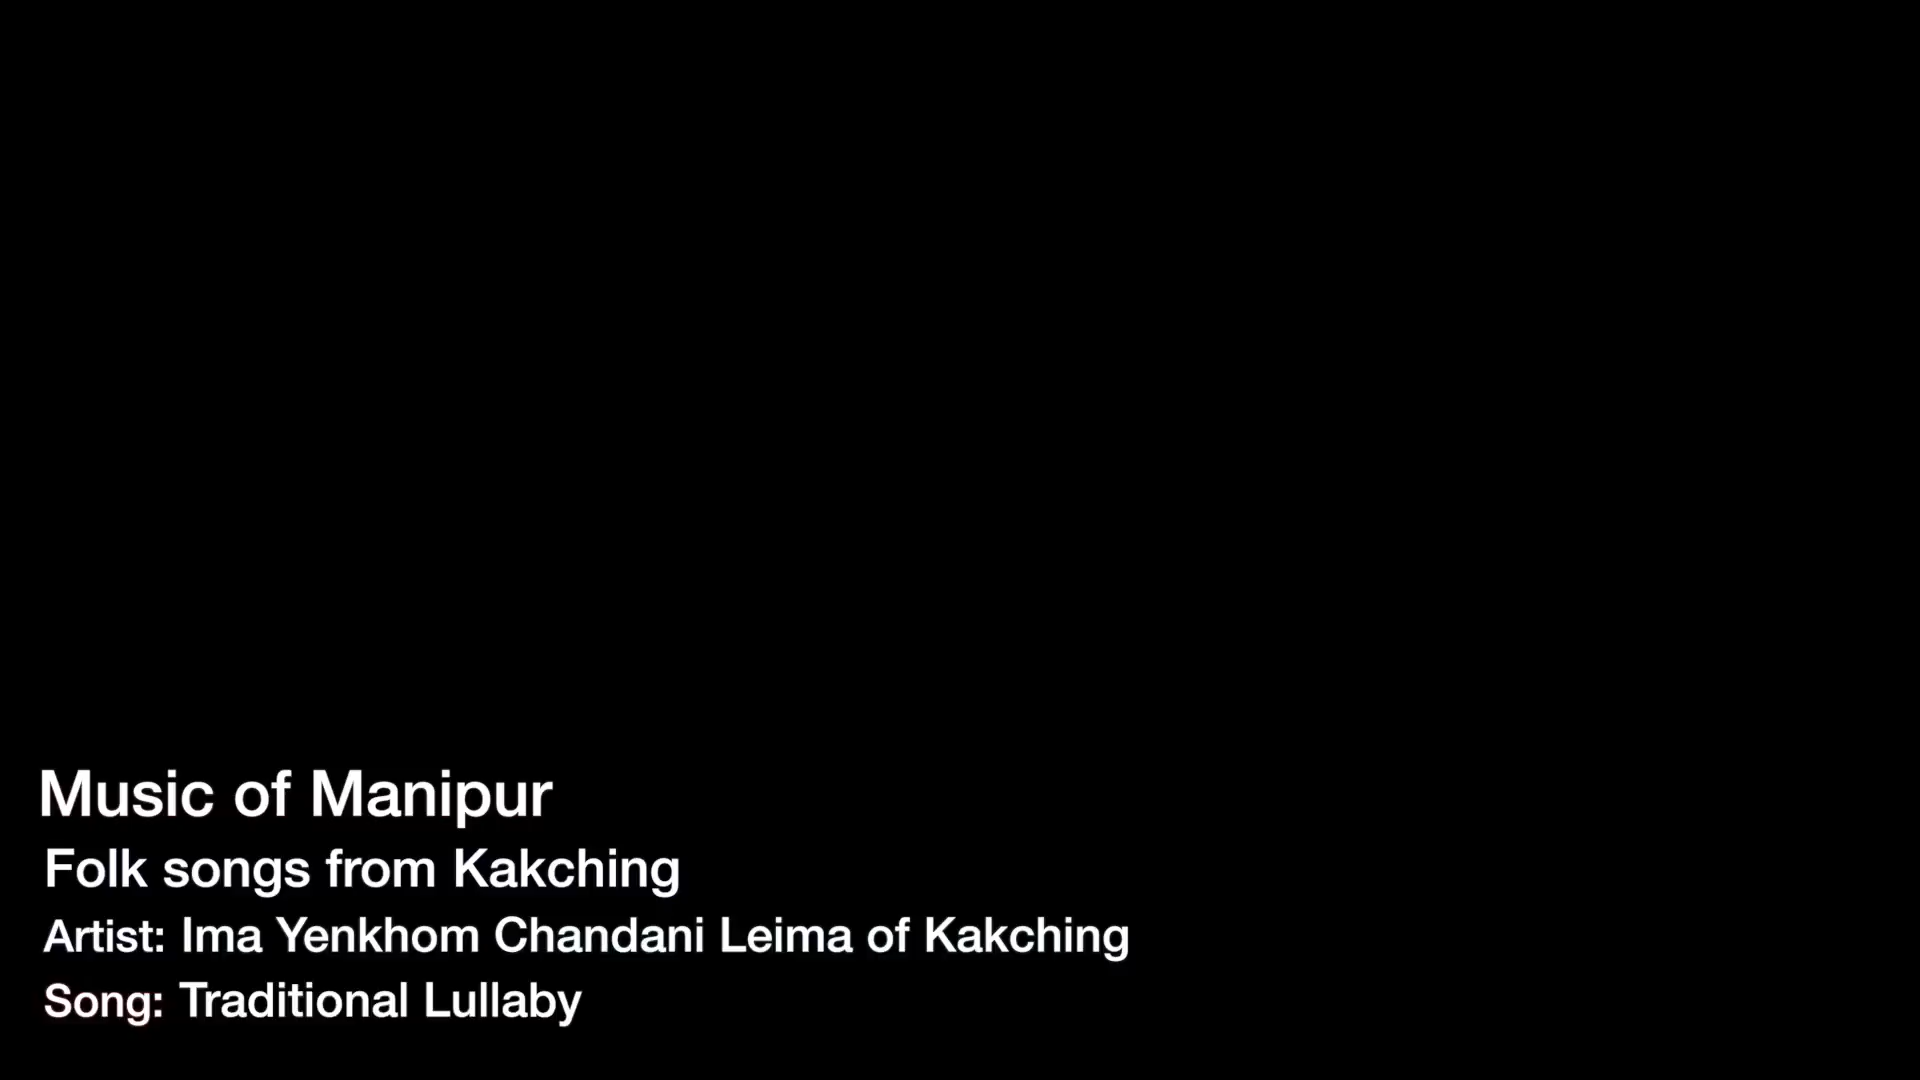 Music of Manipur
Folk songs from Kakching
Artist: Ima Yenkhom Chandani Leima of Kakching
Song: Traditional Lullaby